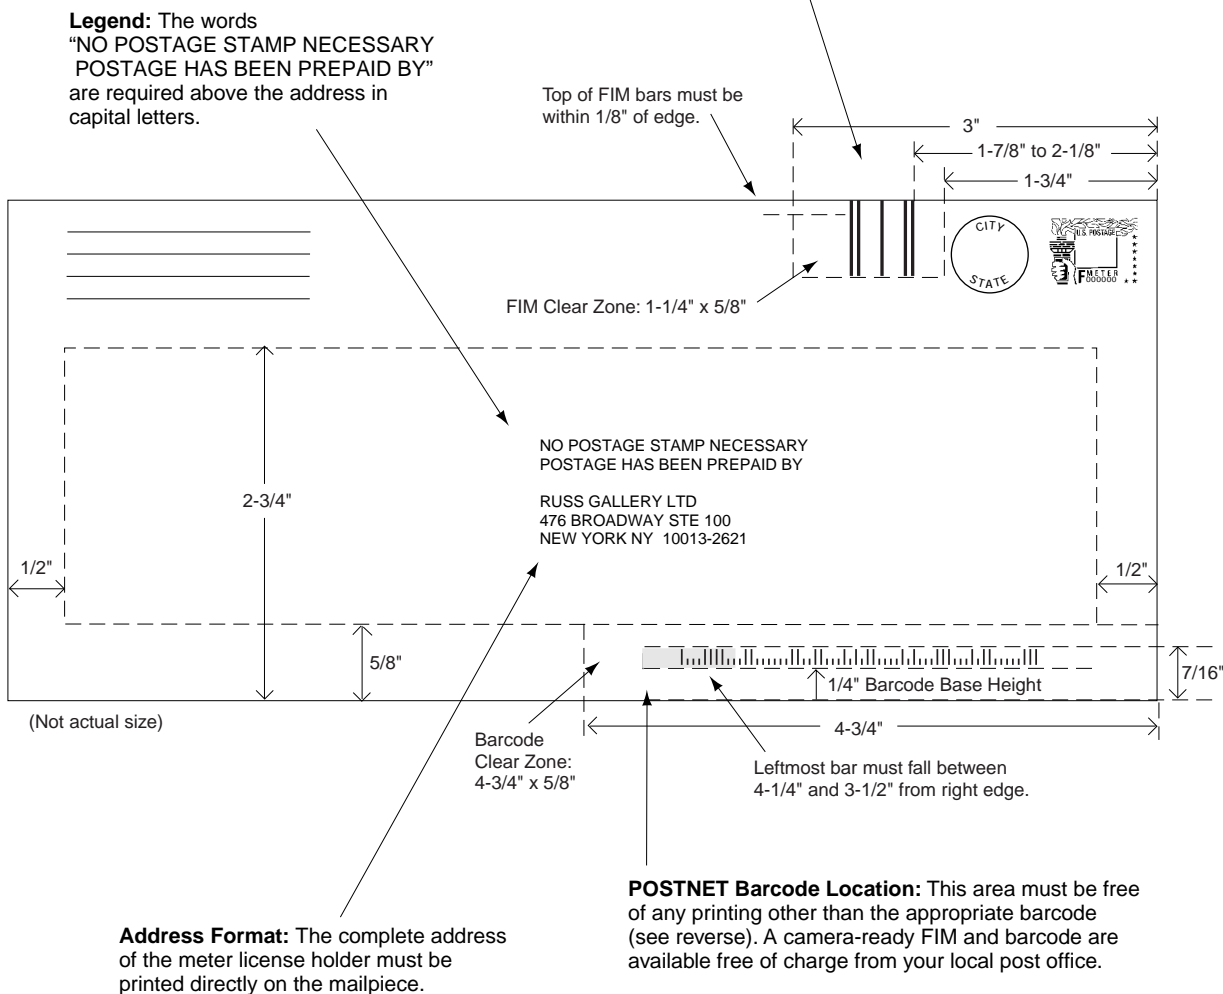 Legend: The words
“NO POSTAGE STAMP NECESSARY
POSTAGE HAS BEEN PREPAID BY”
are required above the address in
capital letters.
Top of FIM bars must be
within 1/8" of edge.
3"
1-7/8" to 2-1/8"
1-3/4"
CITY
STATE
U.S. POSTAGE
METER
F000000
FIM Clear Zone: 1-1/4" x 5/8"
NO POSTAGE STAMP NECESSARY
POSTAGE HAS BEEN PREPAID BY
RUSS GALLERY LTD
476 BROADWAY STE 100
NEW YORK NY 10013-2621
2-3/4"
1/2"
1/2"
5/8"
7/16"
1/4" Barcode Base Height
(Not actual size)
4-3/4"
Barcode
Clear Zone:
4-3/4" x 5/8"
Leftmost bar must fall between
4-1/4" and 3-1/2" from right edge.
POSTNET Barcode Location: This area must be free
of any printing other than the appropriate barcode
(see reverse). A camera-ready FIM and barcode are
available free of charge from your local post office.
Address Format: The complete address
of the meter license holder must be
printed directly on the mailpiece.